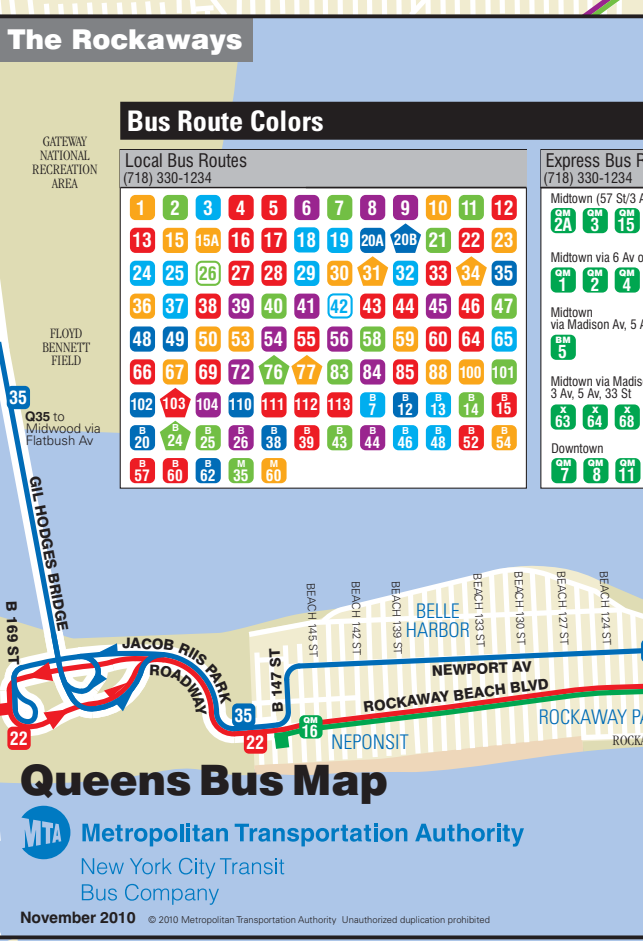 The Rockaways
GATEWAY
NATIONAL
RECREATION
AREA
Bus Route Colors
Local Bus Routes
(718) 330-1234
1 2 3 4 5 6 7 8 9 10 11 12
13 15 15A 16 17 18 19 20A 20B 21 22 23
24 25 26 27 28 29 30 31 32 33 34 35
36 37 38 39 40 41 42 43 44 45 46 47
48 49 50 53 54 55 56 58 59 60 64 65
66 67 69 72 76 77 83 84 85 88 100 101
102 103 104 110 111 112 113 B 7 B 12 B 13 B 14 B 15
B 20 B 24 B 25 B 26 B 38 B 39 B 43 B 44 B 46 B 48 B 52 B 54
B 57 B 60 B 62 M 35 M 60
Express Bus
(718) 330-1234
Midtown (57 St/3
QM 2A QM 3 QM 15
Midtown via 6 Av
QM 1 QM 2 QM 4
Midtown
via Madison Av, 5
BM 5
Midtown via
3 Av, 5 Av, 33 St
X 63 X 64 X 68
Downtown
QM 7 QM 8 QM 11
FLOYD
BENNETT
FIELD
35
Q35 to
Midwood via
Flatbush Av
GIL HODGES BRIDGE
B 169 ST
22
JACOB RIIS PARK
ROADWAY
35
22
B 147 ST
QM 16
NEPONSIT
BEACH 145 ST
BEACH 142 ST
BEACH 139 ST
BELLE
HARBOR
BEACH 133 ST
BEACH 130 ST
BEACH 127 ST
BEACH 124 ST
NEWPORT AV
ROCKAWAY BEACH BLVD
ROCKAWAY
Queens Bus Map
MTA
Metropolitan Transportation Authority
New York City Transit
Bus Company
November 2010 © 2010 Metropolitan Transportation Authority Unauthorized duplication prohibited